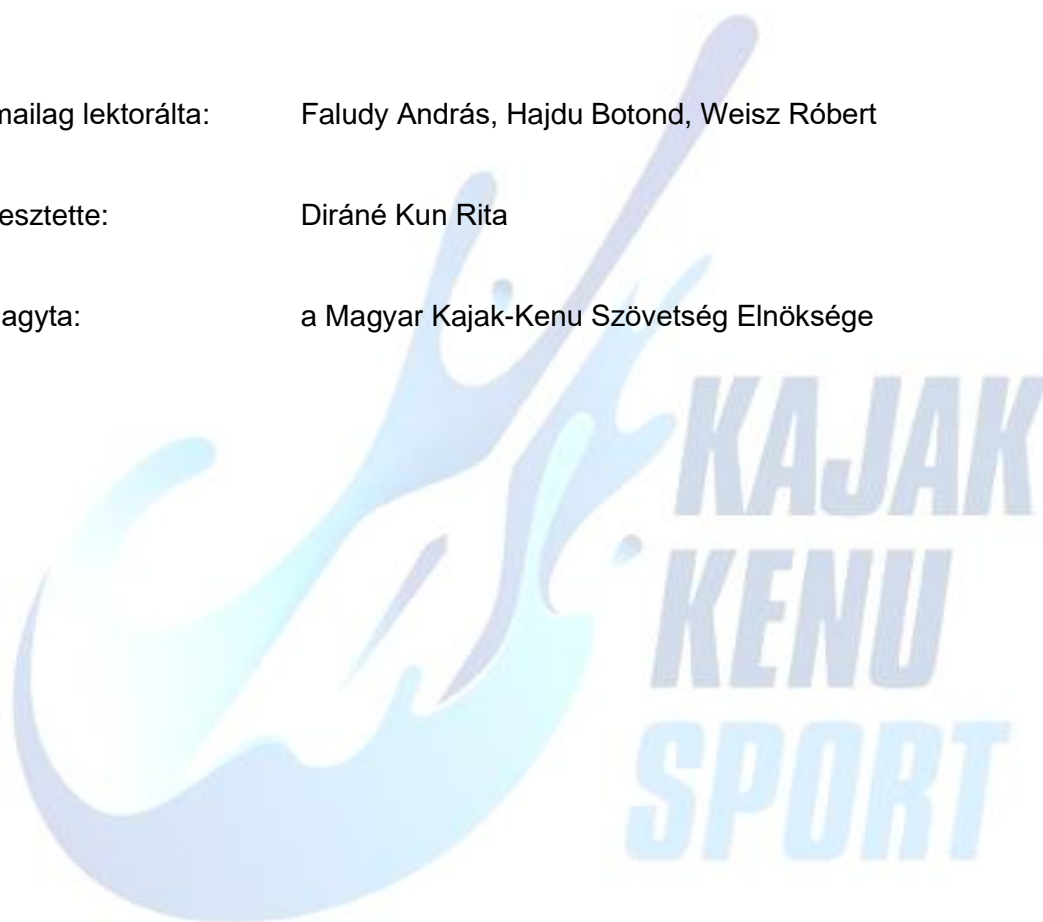 mailag lektorálta: Faludy András, Hajdu Botond, Weisz Róbert
esztette: Diráné Kun Rita
agyta: a Magyar Kajak-Kenu Szövetség Elnöksége
KAJAK
KENU
SPORT